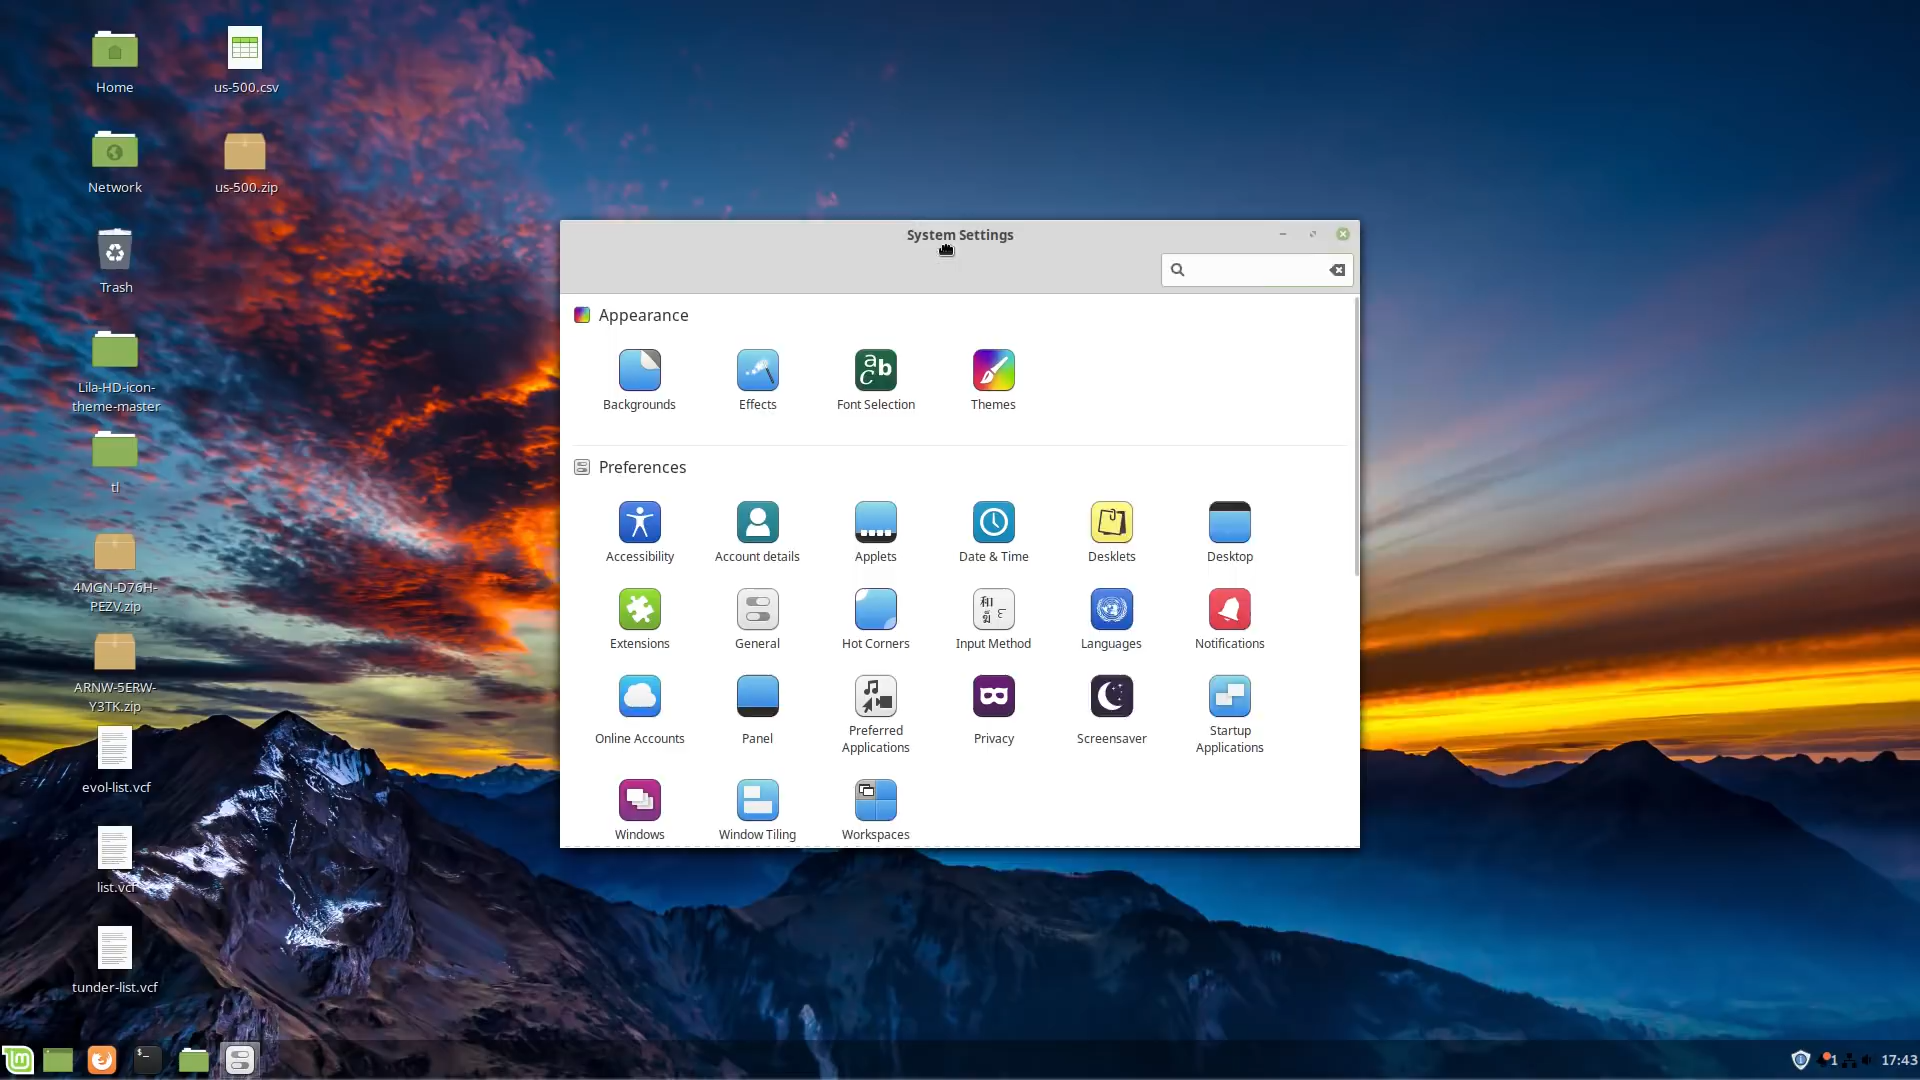 Home
us-500.csv
Network
us-500.zip
Trash
Lila-HD-icon-
theme-master
tl
4MGN-D76H-
PEZV.zip
ARNW-5ERW-
Y3TK.zip
evol-list.vcf
list.vcf
tunder-list.vcf
System Settings
Appearance
Backgrounds
Effects
Font Selection
Themes
Preferences
Accessibility
Account details
Applets
Date & Time
Desklets
Desktop
Extensions
General
Hot Corners
Input Method
Languages
Notifications
Online Accounts
Panel
Preferred
Applications
Privacy
Screensaver
Startup
Applications
Windows
Window Tiling
Workspaces
1
17:43